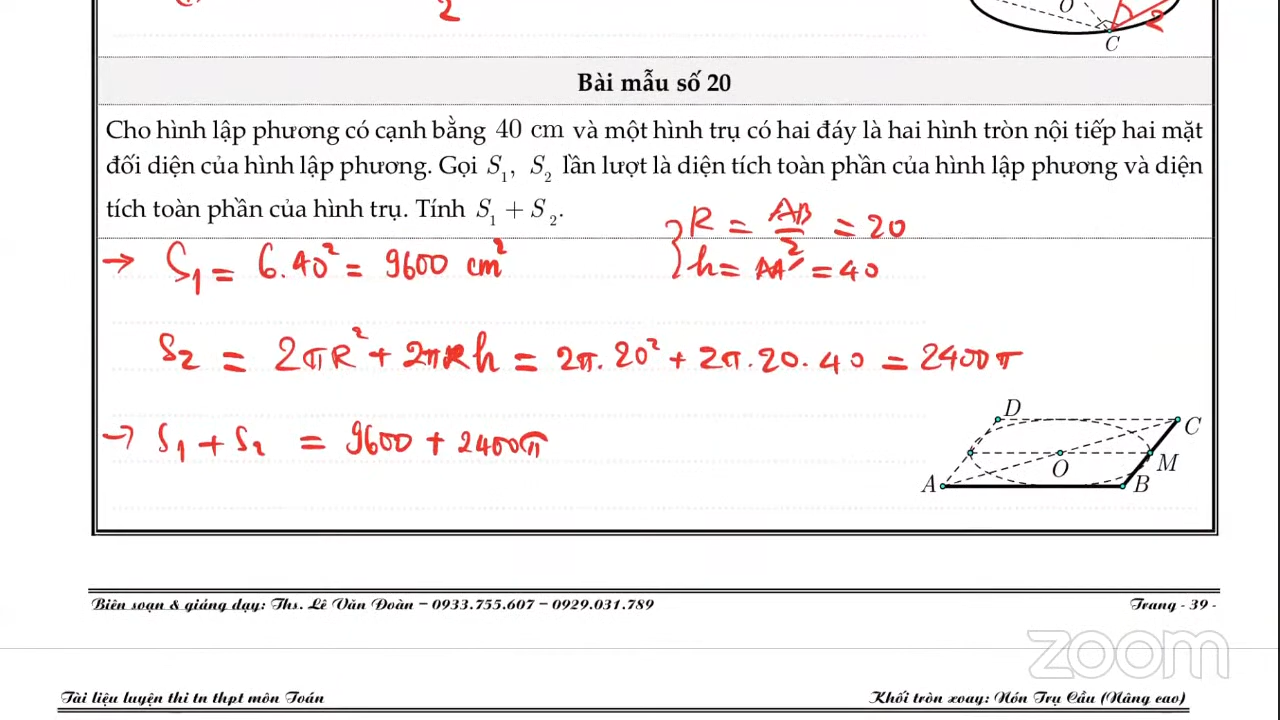 2
O
2
C
Bài mẫu số 20
Cho hình lập phương có cạnh bằng 40 cm và một hình trụ có hai đáy là hai hình tròn nội tiếp hai mặt
đối diện của hình lập phương. Gọi S₁, S₂ lần lượt là diện tích toàn phần của hình lập phương và diện
tích toàn phần của hình trụ. Tính S₁ + S₂.
R = AB/2 = 20
→ S₁ = 6.40² = 9600 cm²
h = AA' = 40
S₂ = 2πR² + 2πRh = 2π.20² + 2π.20.40 = 2400π
→ S₁ + S₂ = 9600 + 2400π
D
C
O
M
A
B
Biên soạn & giảng dạy: Ths. Lê Văn Đoàn – 0933.755.607 – 0929.031.789
Trang - 39 -
zoom
Tài liệu luyện thi tn thpt môn Toán
Khối tròn xoay: Nón Trụ Cầu (Nâng cao)